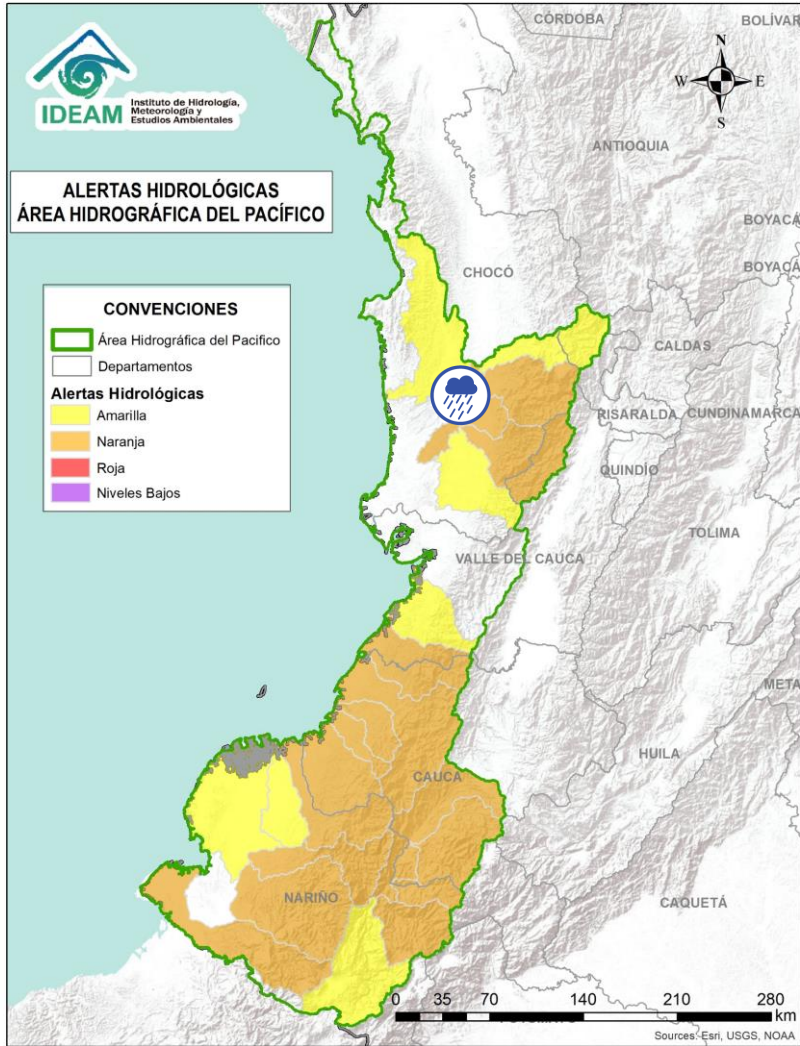 IDEAM
Instituto de Hidrología,
Meteorología y
Estudios Ambientales
ALERTAS HIDROLÓGICAS
ÁREA HIDROGRÁFICA DEL PACÍFICO
CONVENCIONES
Área Hidrográfica del Pacífico
Departamentos
Alertas Hidrológicas
Amarilla
Naranja
Roja
Niveles Bajos
CÓRDOBA
BOLÍVAR
N
W E
S
ANTIOQUIA
BOYACÁ
CHOCÓ
BOYACÁ
CALDAS
RISARALDA
CUNDINAMARCA
QUINDÍO
TOLIMA
VALLE DEL CAUCA
META
HUILA
CAUCA
NARIÑO
CAQUETÁ
0 35 70 140 210 280
km
Sources: Esri, USGS, NOAA